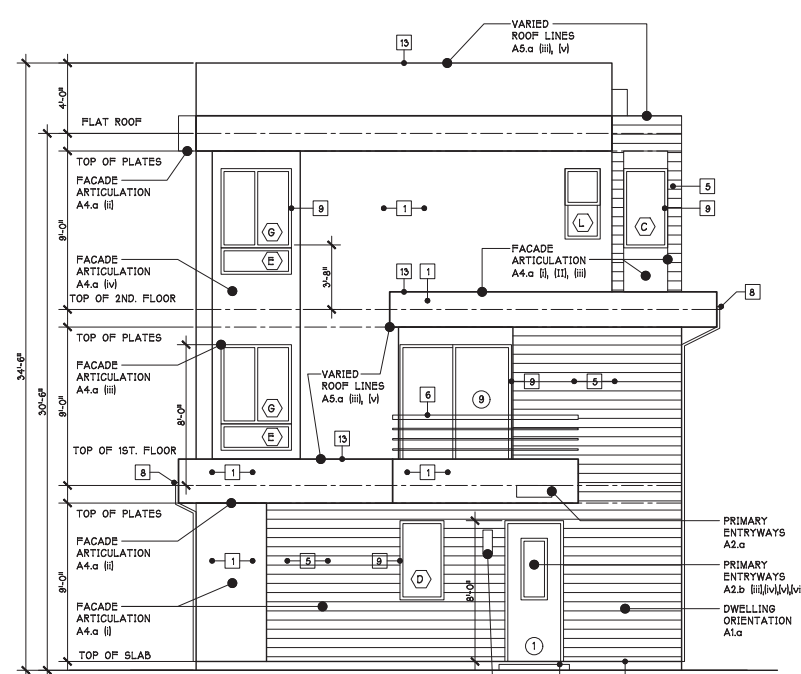 VARIED
ROOF LINES
A5.a (iii), (v)
13
4'-0"
FLAT ROOF
TOP OF PLATES
FACADE
ARTICULATION
A4.a (ii)
9
1
5
9
G
E
L
C
9'-0"
FACADE
ARTICULATION
A4.a (iv)
FACADE
ARTICULATION
A4.a (i), (II), (iii)
3'-8"
13
1
8
TOP OF 2ND. FLOOR
TOP OF PLATES
34'-6"
30'-6"
FACADE
ARTICULATION
A4.a (iii)
9'-0"
8'-0"
VARIED
ROOF LINES
A5.a (iii), (v)
9
5
6
9
G
E
13
TOP OF 1ST. FLOOR
8
1
1
TOP OF PLATES
PRIMARY
ENTRYWAYS
A2.a
FACADE
ARTICULATION
A4.a (ii)
1
5
9
D
9'-0"
8'-0"
PRIMARY
ENTRYWAYS
A2.b (iii),(iv),(v),(vi
FACADE
ARTICULATION
A4.a (i)
DWELLING
ORIENTATION
A1.a
1
TOP OF SLAB